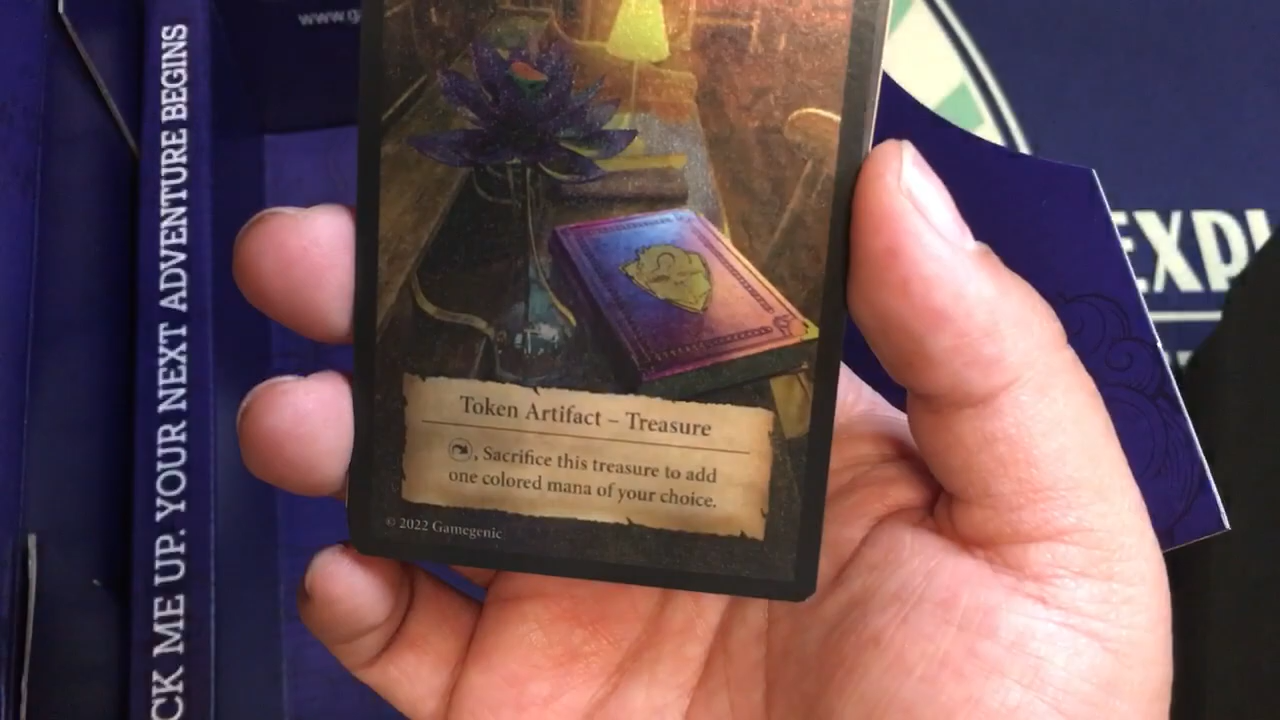 www.g
CK ME UP. YOUR NEXT ADVENTURE BEGINS
EXPL
Token Artifact – Treasure
, Sacrifice this treasure to add
one colored mana of your choice.
© 2022 Gamegenic